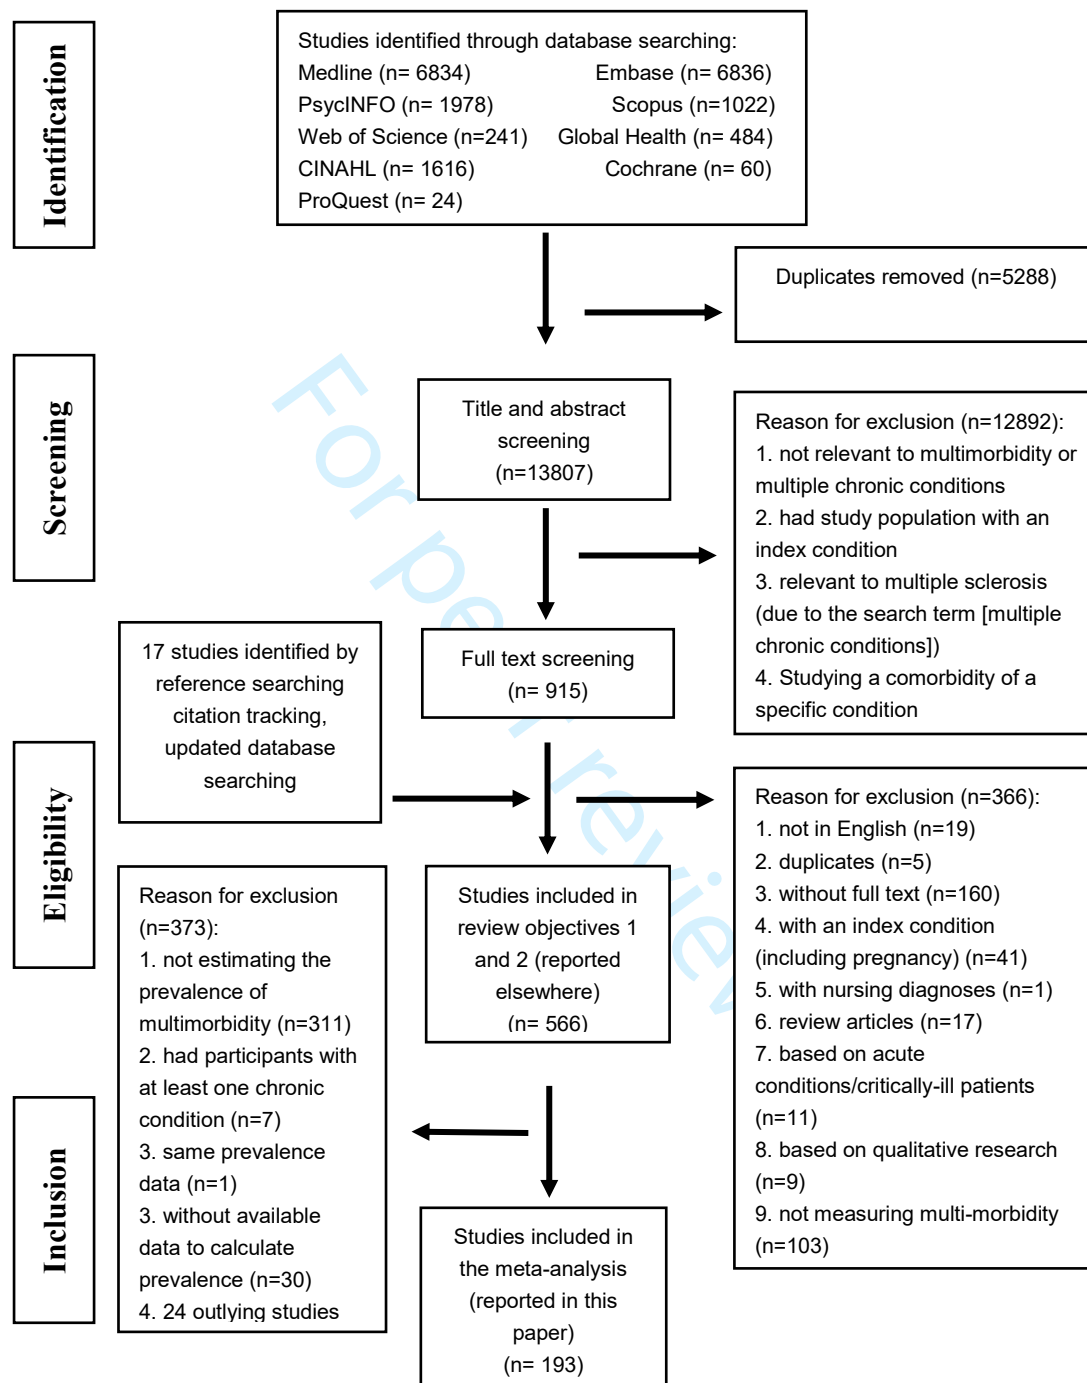 Identification
Studies identified through database searching:
Medline (n= 6834) Embase (n= 6836)
PsycINFO (n= 1978) Scopus (n=1022)
Web of Science (n=241) Global Health (n= 484)
CINAHL (n= 1616) Cochrane (n= 60)
ProQuest (n= 24)
Duplicates removed (n=5288)
Screening
Title and abstract
screening
(n=13807)
Reason for exclusion (n=12892):
1. not relevant to multimorbidity or
multiple chronic conditions
2. had study population with an
index condition
3. relevant to multiple sclerosis
(due to the search term [multiple
chronic conditions])
4. Studying a comorbidity of a
specific condition
Full text screening
(n= 915)
17 studies identified by
reference searching
citation tracking,
updated database
searching
Eligibility
Reason for exclusion (n=366):
1. not in English (n=19)
2. duplicates (n=5)
3. without full text (n=160)
4. with an index condition
(including pregnancy) (n=41)
5. with nursing diagnoses (n=1)
6. review articles (n=17)
7. based on acute
conditions/critically-ill patients
(n=11)
8. based on qualitative research
(n=9)
9. not measuring multi-morbidity
(n=103)
Studies included in
review objectives 1
and 2 (reported
elsewhere)
(n= 566)
Reason for exclusion
(n=373):
1. not estimating the
prevalence of
multimorbidity (n=311)
2. had participants with
at least one chronic
condition (n=7)
3. same prevalence
data (n=1)
3. without available
data to calculate
prevalence (n=30)
4. 24 outlying studies
Inclusion
Studies included in
the meta-analysis
(reported in this
paper)
(n= 193)
For peer review